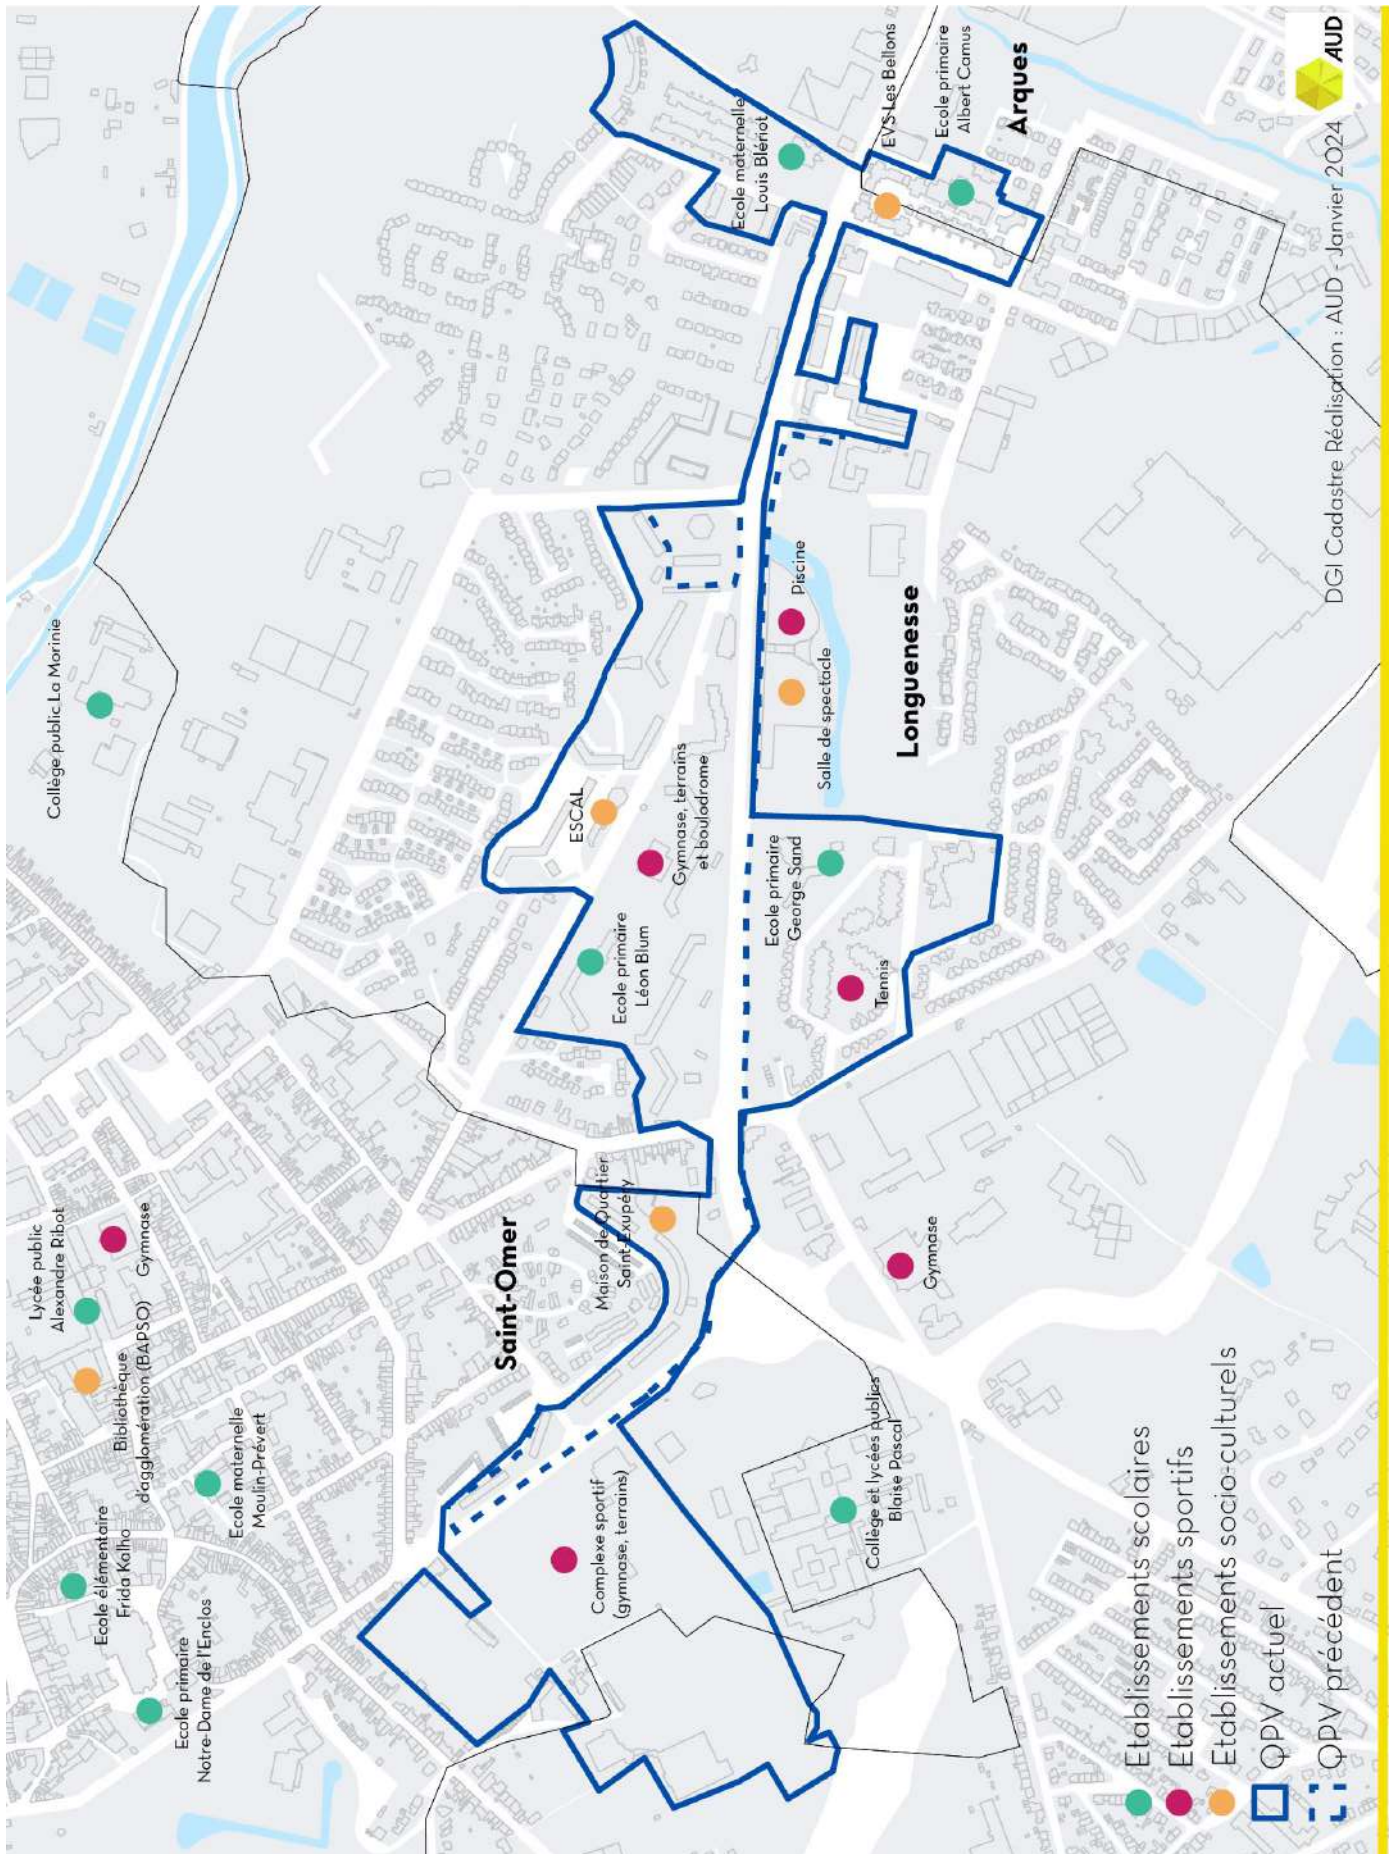 Collège public La Morinie
Lycée public
Alexandre Ribot
Gymnase
Bibliothèque
d'agglomération (BAPSO)
Ecole maternelle
Moulin-Prévert
Ecole élémentaire
Frida Kalho
Ecole primaire
Notre-Dame de l'Enclos
Saint-Omer
Maison de Quartier
Saint-Exupéry
Complexe sportif
(gymnase, terrains)
Ecole primaire
Léon Blum
ESCAL
Gymnase, terrains
et boulodrome
Ecole maternelle
Louis Blériot
EVS Les Bellons
Ecole primaire
Albert Camus
Arques
Piscine
Salle de spectacle
Longuenesse
Ecole primaire
George Sand
Tennis
Gymnase
Collège et lycées publics
Blaise Pascal
Etablissements scolaires
Etablissements sportifs
Etablissements socio-culturels
QPV actuel
QPV précédent
DGI Cadastre Réalisation : AUD - Janvier 2024
AUD